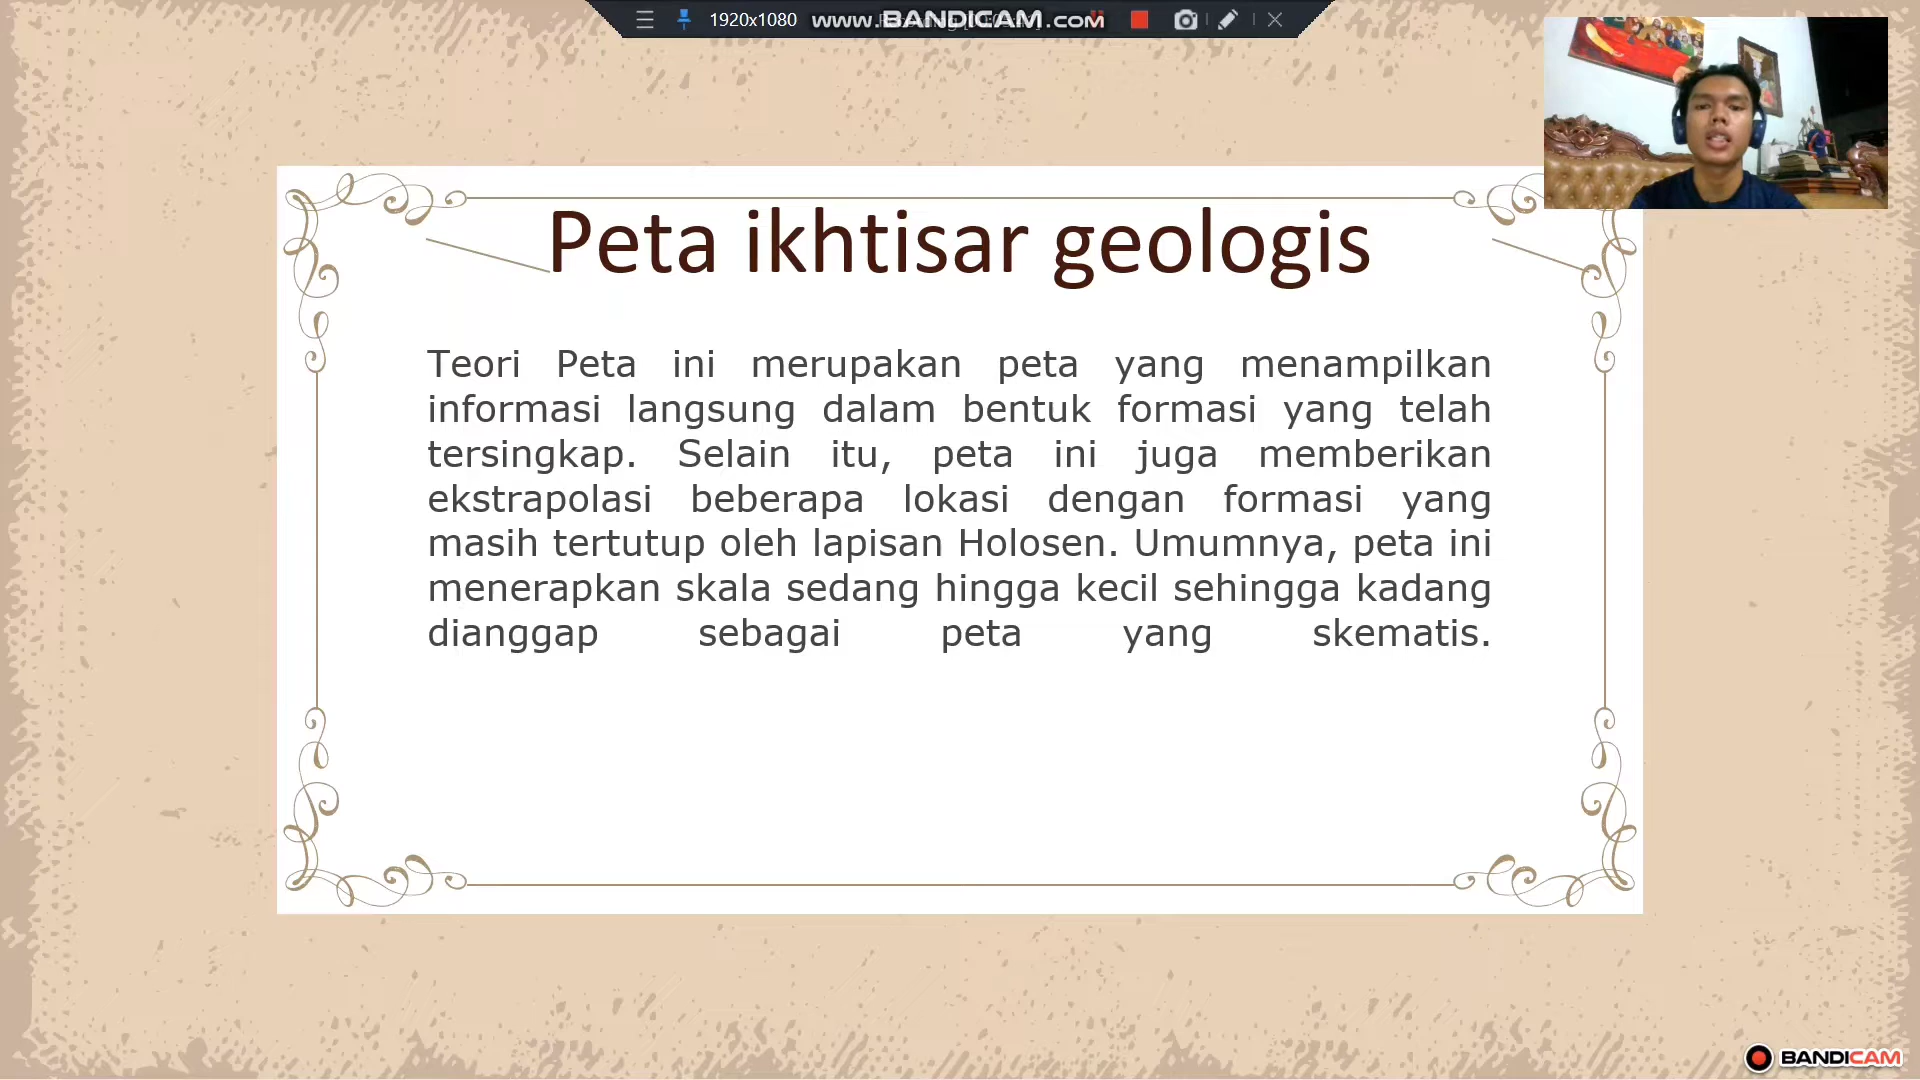 1920x1080
www.BANDICAM.com
Peta ikhtisar geologis
Teori Peta ini merupakan peta yang menampilkan
informasi langsung dalam bentuk formasi yang telah
tersingkap. Selain itu, peta ini juga memberikan
ekstrapolasi beberapa lokasi dengan formasi yang
masih tertutup oleh lapisan Holosen. Umumnya, peta ini
menerapkan skala sedang hingga kecil sehingga kadang
dianggap sebagai peta yang skematis.
BANDICAM